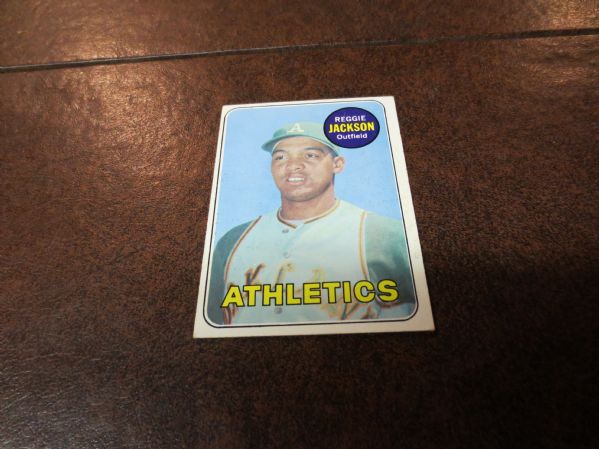 A
REGGIE
JACKSON
Outfield
ATHLETICS